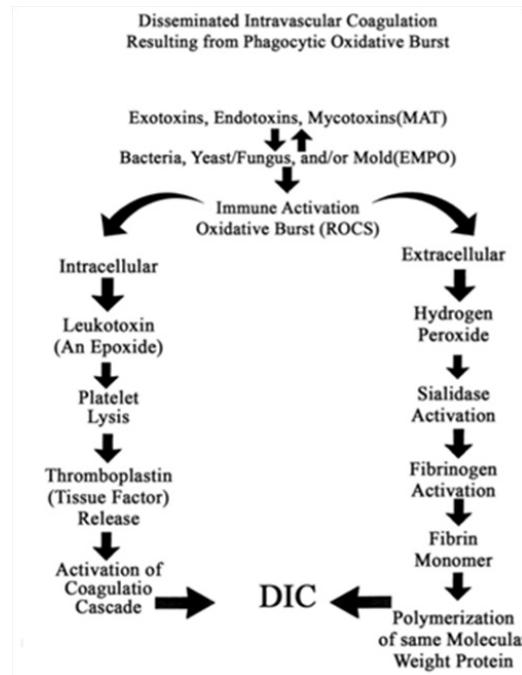 Disseminated Intravascular Coagulation
Resulting from Phagocytic Oxidative Burst
Exotoxins, Endotoxins, Mycotoxins(MAT)
Bacteria, Yeast/Fungus, and/or Mold(EMPO)
Immune Activation
Oxidative Burst (ROCS)
Intracellular
Leukotoxin
(An Epoxide)
Platelet
Lysis
Thromboplastin
(Tissue Factor)
Release
Activation of
Coagulatio
Cascade
Extracellular
Hydrogen
Peroxide
Sialidase
Activation
Fibrinogen
Activation
Fibrin
Monomer
Polymerization
of same Molecula
Weight Protein
DIC